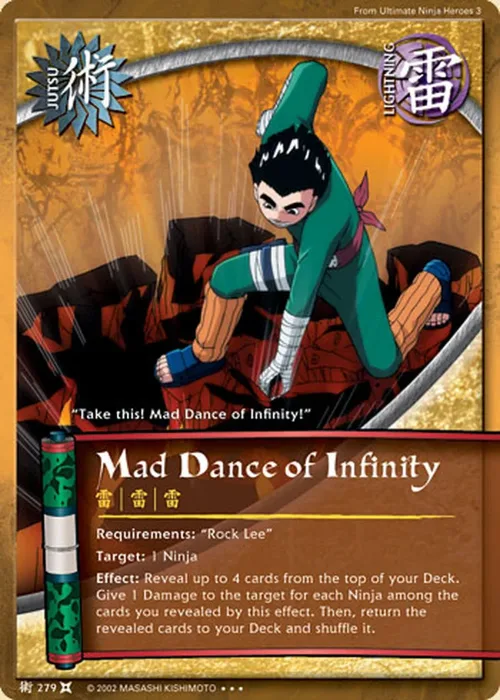 From Ultimate Ninja Heroes 3
JUTSU
術
LIGHTNING
雷
"Take this! Mad Dance of Infinity!"
Mad Dance of Infinity
雷|雷|雷
Requirements: "Rock Lee"
Target: 1 Ninja
Effect: Reveal up to 4 cards from the top of your Deck.
Give 1 Damage to the target for each Ninja among the
cards you revealed by this effect. Then, return the
revealed cards to your Deck and shuffle it.
術 279 © 2002 MASASHI KISHIMOTO